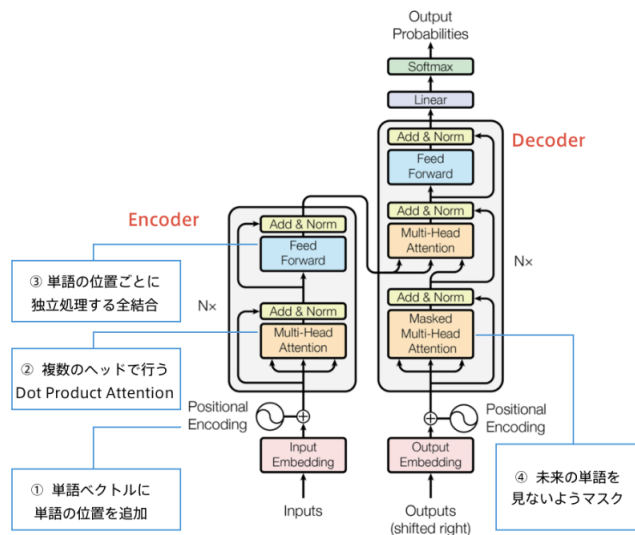 Output
Probabilities
Softmax
Linear
Decoder
Add & Norm
Feed
Forward
Add & Norm
Multi-Head
Attention
N×
Add & Norm
Masked
Multi-Head
Attention
Encoder
Add & Norm
Feed
Forward
N×
Add & Norm
Multi-Head
Attention
③ 単語の位置ごとに
独立処理する全結合
② 複数のヘッドで行う
Dot Product Attention
Positional
Encoding
Positional
Encoding
Input
Embedding
Output
Embedding
① 単語ベクトルに
単語の位置を追加
Inputs
Outputs
(shifted right)
④ 未来の単語を
見ないようマスク